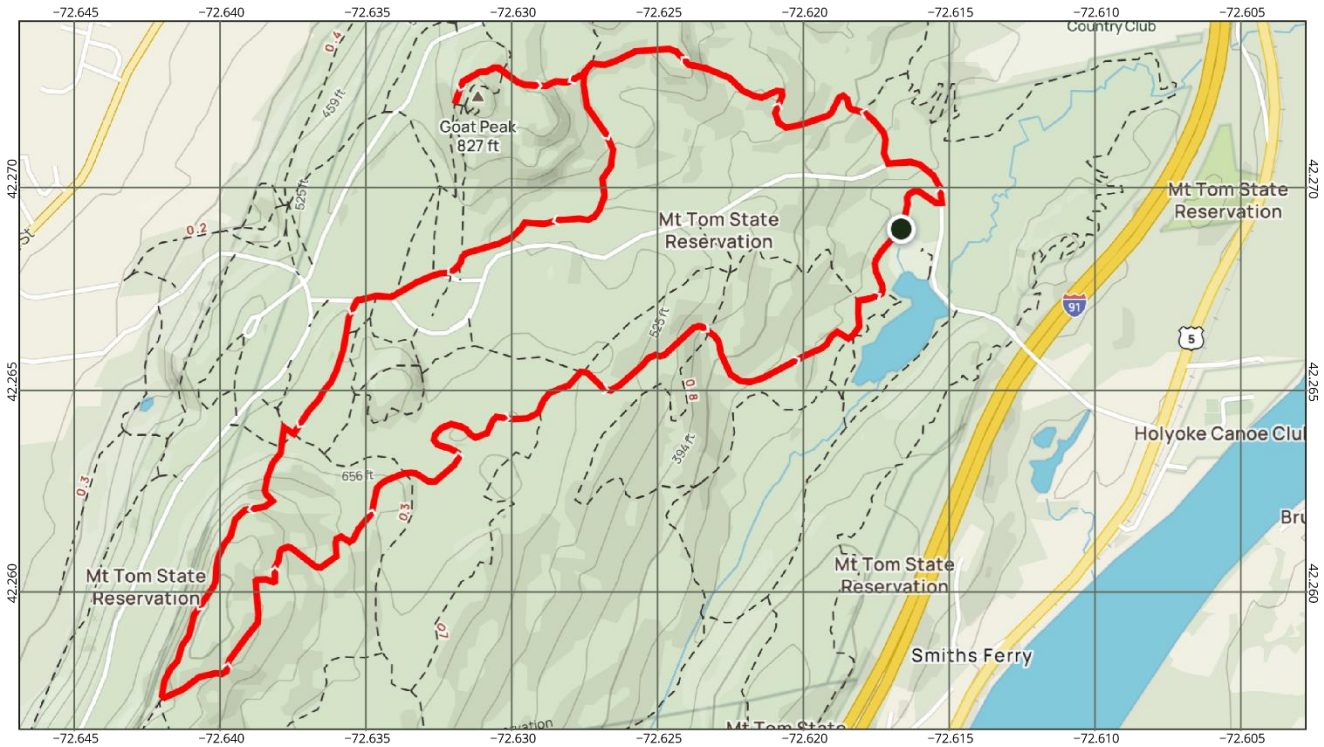 −72.645 −72.640 −72.635 −72.630 −72.625 −72.620 −72.615 −72.610 −72.605
Country Club
0.4
459 ft
Goat Peak
827 ft
42.270
42.270
525 ft
Mt Tom State
Reservation
0.2
St
Mt Tom State
Reservation
91
525 ft
5
0.8
42.265
42.265
394 ft
Holyoke Canoe Clu
656 ft
0.3
0.3
Bru
Mt Tom State
Reservation
Mt Tom State
Reservation
42.260
42.260
0.7
Smiths Ferry
servation
Mt Tom State
−72.645 −72.640 −72.635 −72.630 −72.625 −72.620 −72.615 −72.610 −72.605